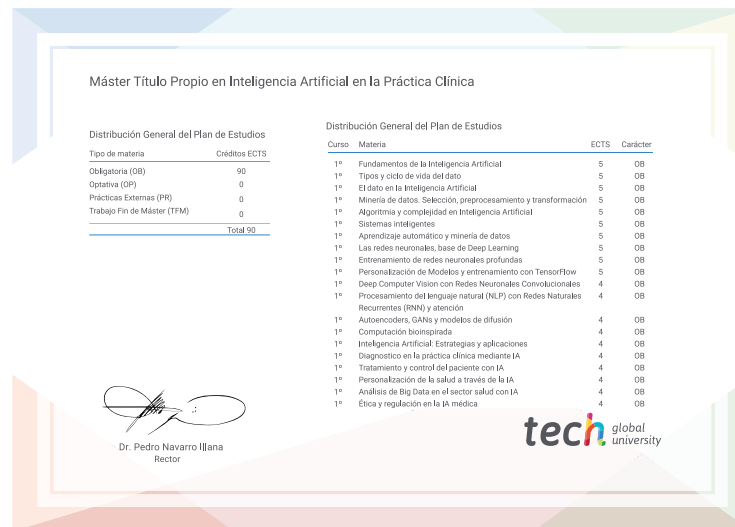 Máster Título Propio en Inteligencia Artificial en la Práctica Clínica
Distribución General del Plan de Estudios
Tipo de materia Créditos ECTS
Obligatoria (OB) 90
Optativa (OP) 0
Prácticas Externas (PR) 0
Trabajo Fin de Máster (TFM) 0
Total 90
Distribución General del Plan de Estudios
Curso Materia ECTS Carácter
1º Fundamentos de la Inteligencia Artificial 5 OB
1º Tipos y ciclo de vida del dato 5 OB
1º El dato en la Inteligencia Artificial 5 OB
1º Minería de datos. Selección, preprocesamiento y transformación 5 OB
1º Algoritmia y complejidad en Inteligencia Artificial 5 OB
1º Sistemas inteligentes 5 OB
1º Aprendizaje automático y minería de datos 5 OB
1º Las redes neuronales, base de Deep Learning 5 OB
1º Entrenamiento de redes neuronales profundas 5 OB
1º Personalización de Modelos y entrenamiento con TensorFlow 5 OB
1º Deep Computer Vision con Redes Neuronales Convolucionales 4 OB
1º Procesamiento del lenguaje natural (NLP) con Redes Naturales 4 OB
Recurrentes (RNN) y atención
1º Autoencoders, GANs y modelos de difusión 4 OB
1º Computación bioinspirada 4 OB
1º Inteligencia Artificial: Estrategias y aplicaciones 4 OB
1º Diagnostico en la práctica clínica mediante IA 4 OB
1º Tratamiento y control del paciente con IA 4 OB
1º Personalización de la salud a través de la IA 4 OB
1º Análisis de Big Data en el sector salud con IA 4 OB
1º Ética y regulación en la IA médica 4 OB
Dr. Pedro Navarro Illana
Rector
tech global
university